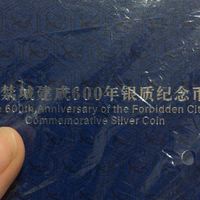 禁城建成600年银质纪念币
e 600th Anniversary of the Forbidden Cit
Commemorative Silver Coin